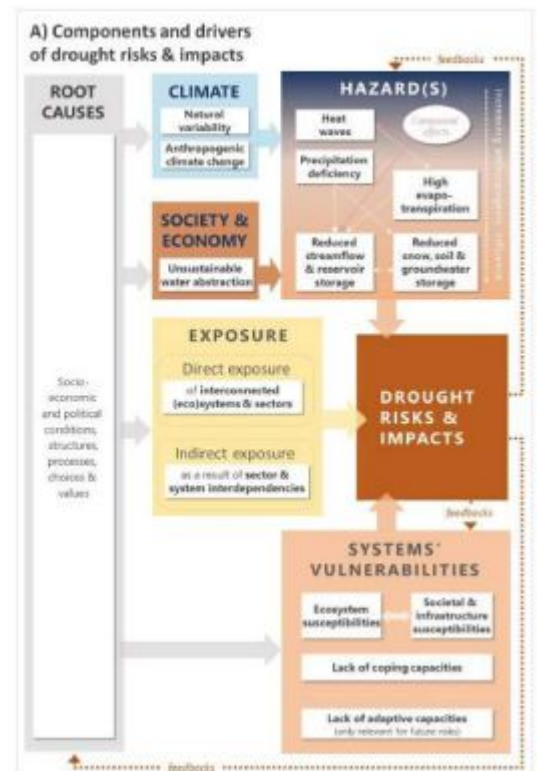 A) Components and drivers
of drought risks & impacts
feedbacks
ROOT
CAUSES
Socio-
economic
and political
conditions,
structures,
processes,
choices &
values
CLIMATE
Natural
variability
Anthropogenic
climate change
SOCIETY &
ECONOMY
Unsustainable
water abstraction
HAZARD(S)
Heat
waves
Compound
effects
Precipitation
deficiency
High
evapo-
transpiration
Reduced
streamflow
& reservoir
storage
Reduced
snow, soil &
groundwater
storage
EXPOSURE
Direct exposure
of interconnected
(eco)systems & sectors
Indirect exposure
as a result of sector &
system interdependencies
DROUGHT
RISKS &
IMPACTS
feedbacks
SYSTEMS'
VULNERABILITIES
Ecosystem
susceptibilities
Societal &
infrastructure
susceptibilities
Lack of coping capacities
Lack of adaptive capacities
(only relevant for future risks)
feedbacks